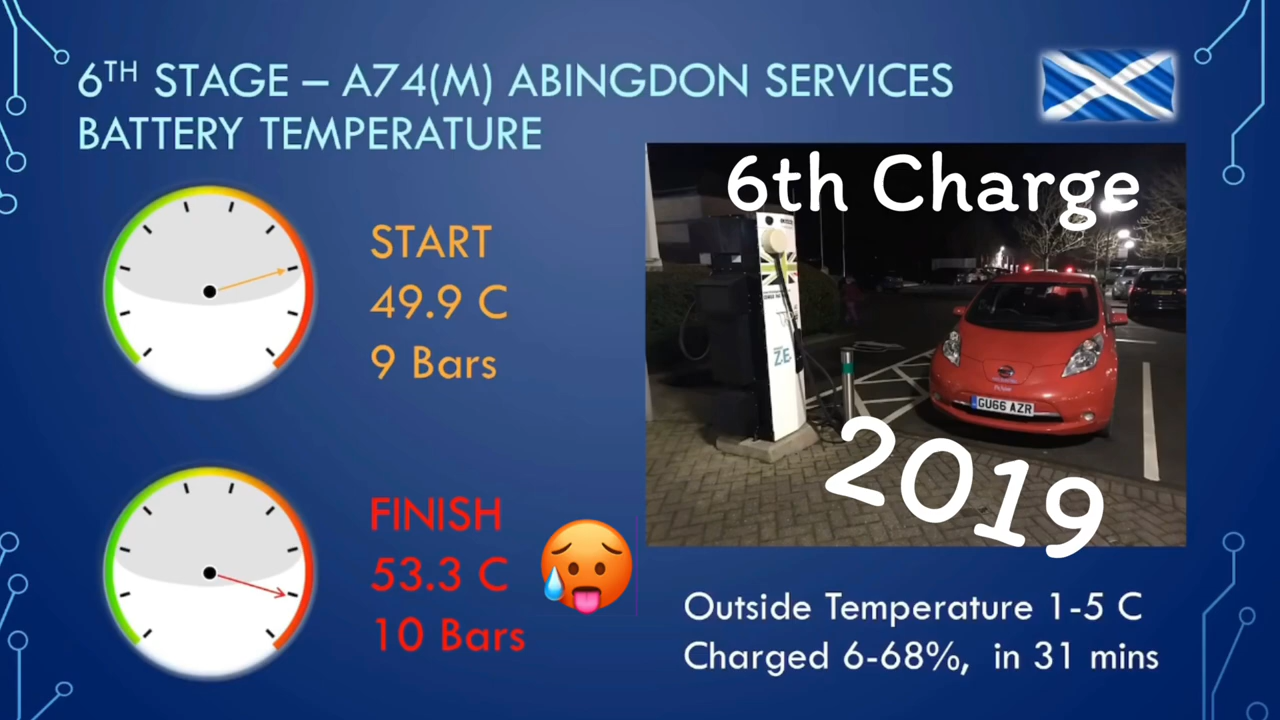 6TH STAGE – A74(M) ABINGDON SERVICES
BATTERY TEMPERATURE
START
49.9 C
9 Bars
FINISH
53.3 C
10 Bars
6th Charge
Z.E.
GU66 AZR
2019
Outside Temperature 1-5 C
Charged 6-68%, in 31 mins